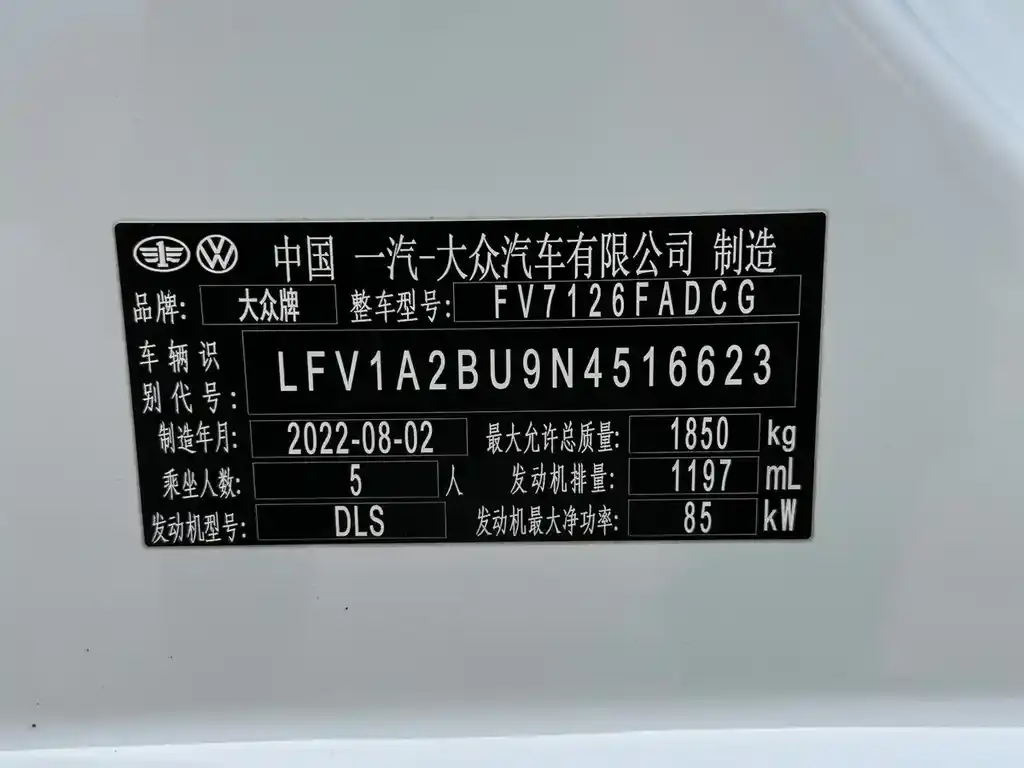 中国 一汽-大众汽车有限公司 制造
品牌: 大众牌 整车型号: FV7126FADCG
车辆识别代号: LFV1A2BU9N4516623
制造年月: 2022-08-02 最大允许总质量: 1850 kg
乘坐人数: 5 人 发动机排量: 1197 mL
发动机型号: DLS 发动机最大净功率: 85 kW